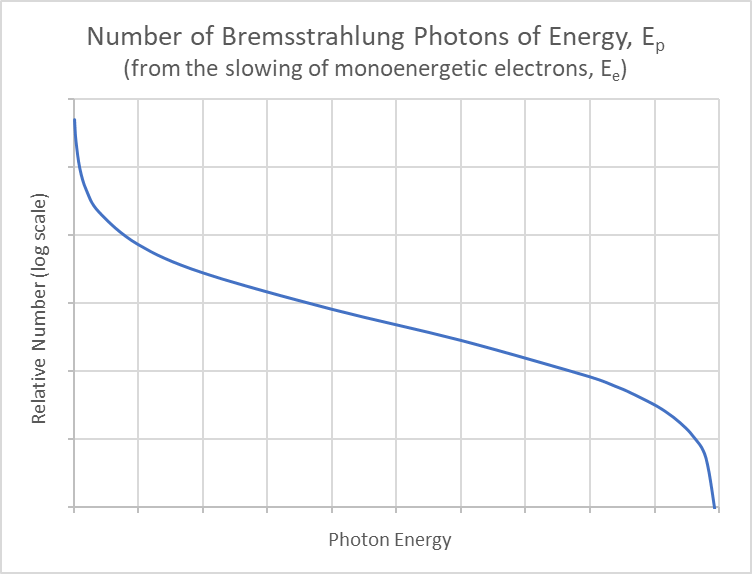 Number of Bremsstrahlung Photons of Energy, Ep
(from the slowing of monoenergetic electrons, Ee)
Relative Number (log scale)
Photon Energy